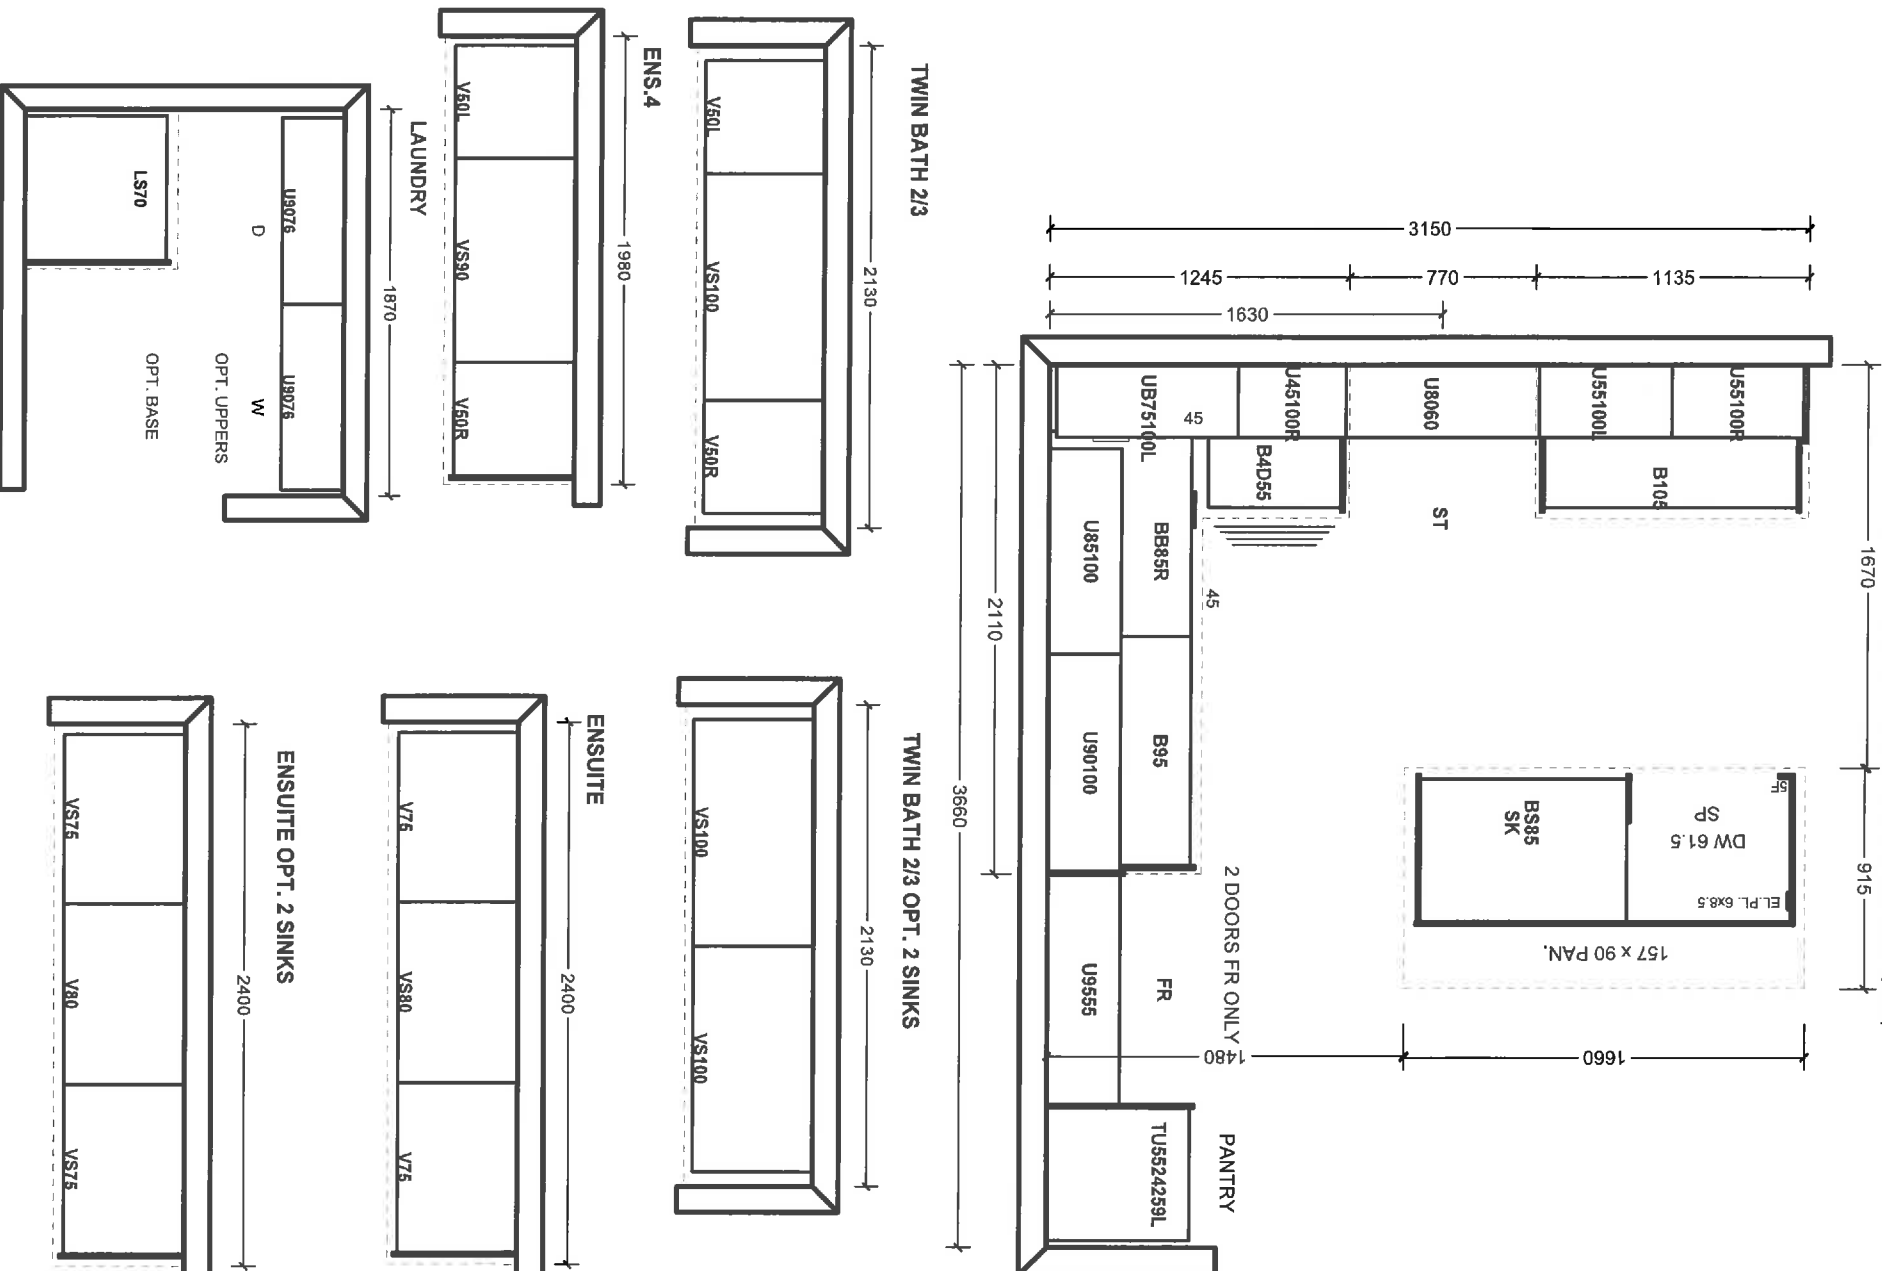 TWIN BATH 2/3
2130
V50L
VS100
V50R
ENS.4
1980
V50L
VS90
V50R
LAUNDRY
1870
U9076
U9076
D
W
LS70
OPT. UPPERS
OPT. BASE
TWIN BATH 2/3 OPT. 2 SINKS
2130
VS100
VS100
ENSUITE
2400
V75
VS80
V75
ENSUITE OPT. 2 SINKS
2400
VS75
V80
VS75
3150
1245
770
1135
1630
UB75100L
45
U45100R
U8060
U55100L
U55100R
B4D55
ST
B105
U85100
BB85R
45
U90100
B95
2110
3660
U9555
FR
2 DOORS FR ONLY
TU5524259L
PANTRY
1670
915
BS85
SK
5F
SP
DW 61.5
EL.PL. 6x8.5
157 x 90 PAN.
1480
1660